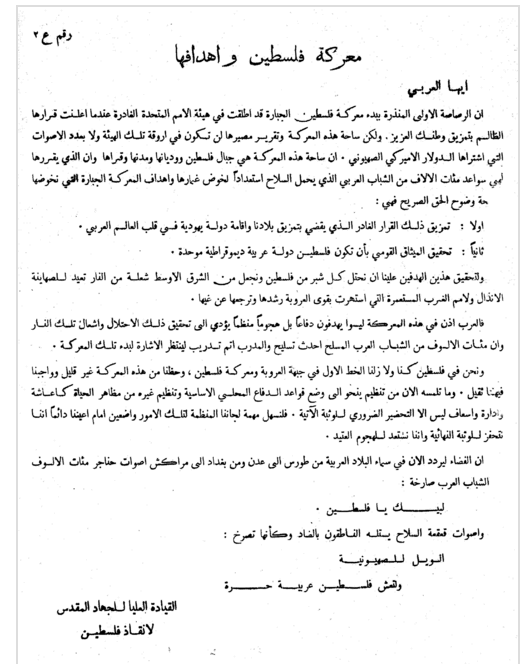 رقم ع ٢
معركة فلسطين واهدافها
ايها العربي
ان الرصاصة الاولى المنذرة ببدء معركة فلسطين الجبارة قد اطلقت في هيئة الامم المتحدة الغادرة عندما اعلنت قرارها
الظالم بتمزيق وطنك العزيز. ولكن ساحة هذه المعركة وتقرير مصيرها لن تكون في اروقة تلك الهيئة ولا بعدد الاصوات
التي اشتراها الدولار الاميركي الصهيوني. ان ساحة هذه المعركة هي جبال فلسطين ووديانها ومدنها وقراها وان الذي يقررها
سواعد مئات الالاف من الشباب العربي الذي يحمل السلاح استعداداً لخوض غمارها واهداف المعركة الجبارة التي نخوضها
وضوح الحق الصريح فهي:
اولا : تمزيق ذلك القرار الغادر الذي يقضي بتمزيق بلادنا واقامة دولة يهودية في قلب العالم العربي.
ثانياً : تحقيق الميثاق القومي بأن تكون فلسطين دولة عربية ديموقراطية موحدة.
ولتحقيق هذين الهدفين علينا ان نحتل كل شبر من فلسطين ونجعل من الشرق الاوسط شعلة من النار تعيد للصهاينة
الانذال ولامم الغرب المستعمرة التي استهترت بقوى العروبة رشدها وترجعها عن غيها.
فالعرب اذن في هذه المعركة ليسوا يهدفون دفاعاً بل هجوماً منظماً يؤدي الى تحقيق ذلك الاحتلال واشعال تلك النار
وان مئات الالوف من الشباب العرب المسلح احدث تسليح والمدرب اتم تدريب لينتظر الاشارة لبدء تلك المعركة.
ونحن في فلسطين كنا ولا زلنا الخط الاول في جبهة العروبة ومعركة فلسطين، وحظنا من هذه المعركة غير قليل وواجبنا
فيها ثقيل. وما تلمسه الان من تنظيم ينحو الى وضع قواعد الدفاع المحلي الاساسية وتنظيم غيره من مظاهر الحياة كاعاشة
وادارة واسعاف ليس الا التحضير الضروري للوثبة الآتية. فلنسهل مهمة لجاننا المنظمة لتلك الامور واضعين امام اعيننا دائماً اننا
نتحفز للوثبة النهائية واننا نستعد للهجوم العتيد.
ان الفضاء ليردد الان في سماء البلاد العربية من طورس الى عدن ومن بغداد الى مراكش اصوات حناجر مئات الالوف
الشباب العرب صارخة:
لبيك يا فلسطين.
واصوات قعقعة السلاح يستله الناطقون بالضاد وكأنها تصرخ:
الويل للصهيونية
ولتعش فلسطين عربية حرة
القيادة العليا للجهاد المقدس
لانقاذ فلسطين